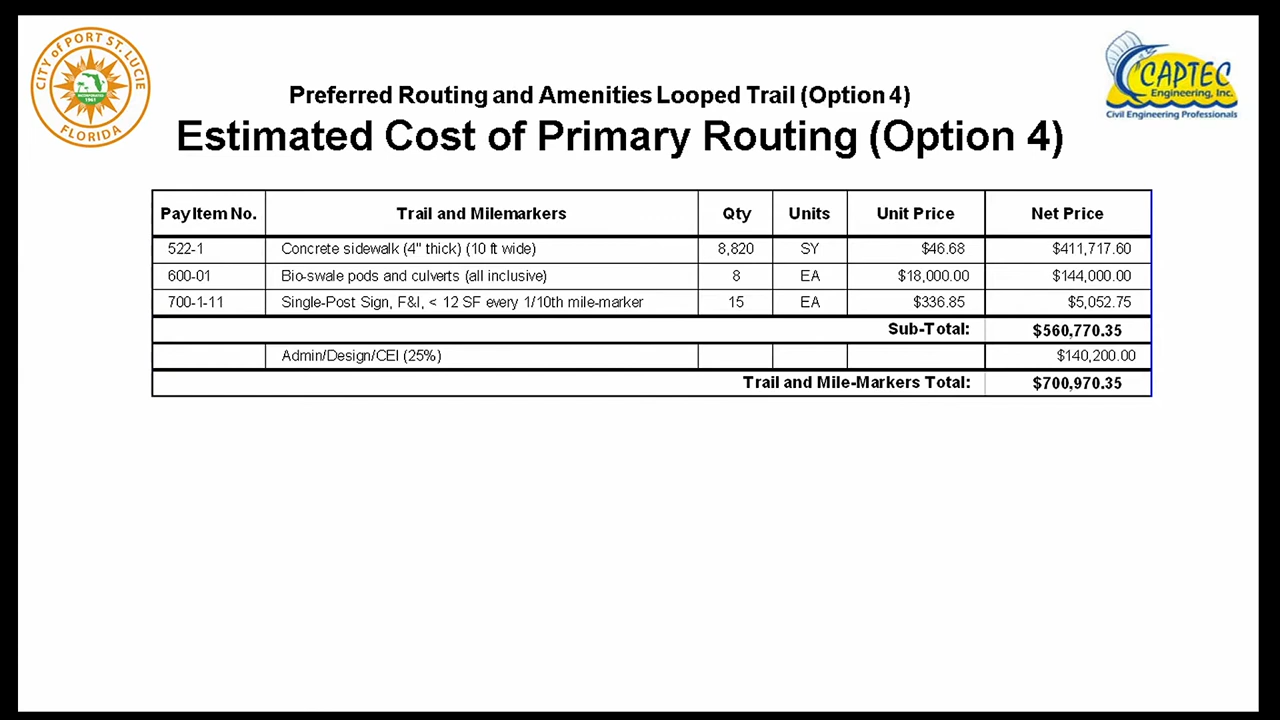 CITY of PORT ST. LUCIE
INCORPORATED
1961
FLORIDA
CAPTEC
Engineering, Inc.
Civil Engineering Professionals
Preferred Routing and Amenities Looped Trail (Option 4)
Estimated Cost of Primary Routing (Option 4)
Pay Item No. Trail and Milemarkers Qty Units Unit Price Net Price
522-1 Concrete sidewalk (4" thick) (10 ft wide) 8,820 SY $46.68 $411,717.60
600-01 Bio-swale pods and culverts (all inclusive) 8 EA $18,000.00 $144,000.00
700-1-11 Single-Post Sign, F&I, < 12 SF every 1/10th mile-marker 15 EA $336.85 $5,052.75
Sub-Total: $560,770.35
Admin/Design/CEI (25%) $140,200.00
Trail and Mile-Markers Total: $700,970.35